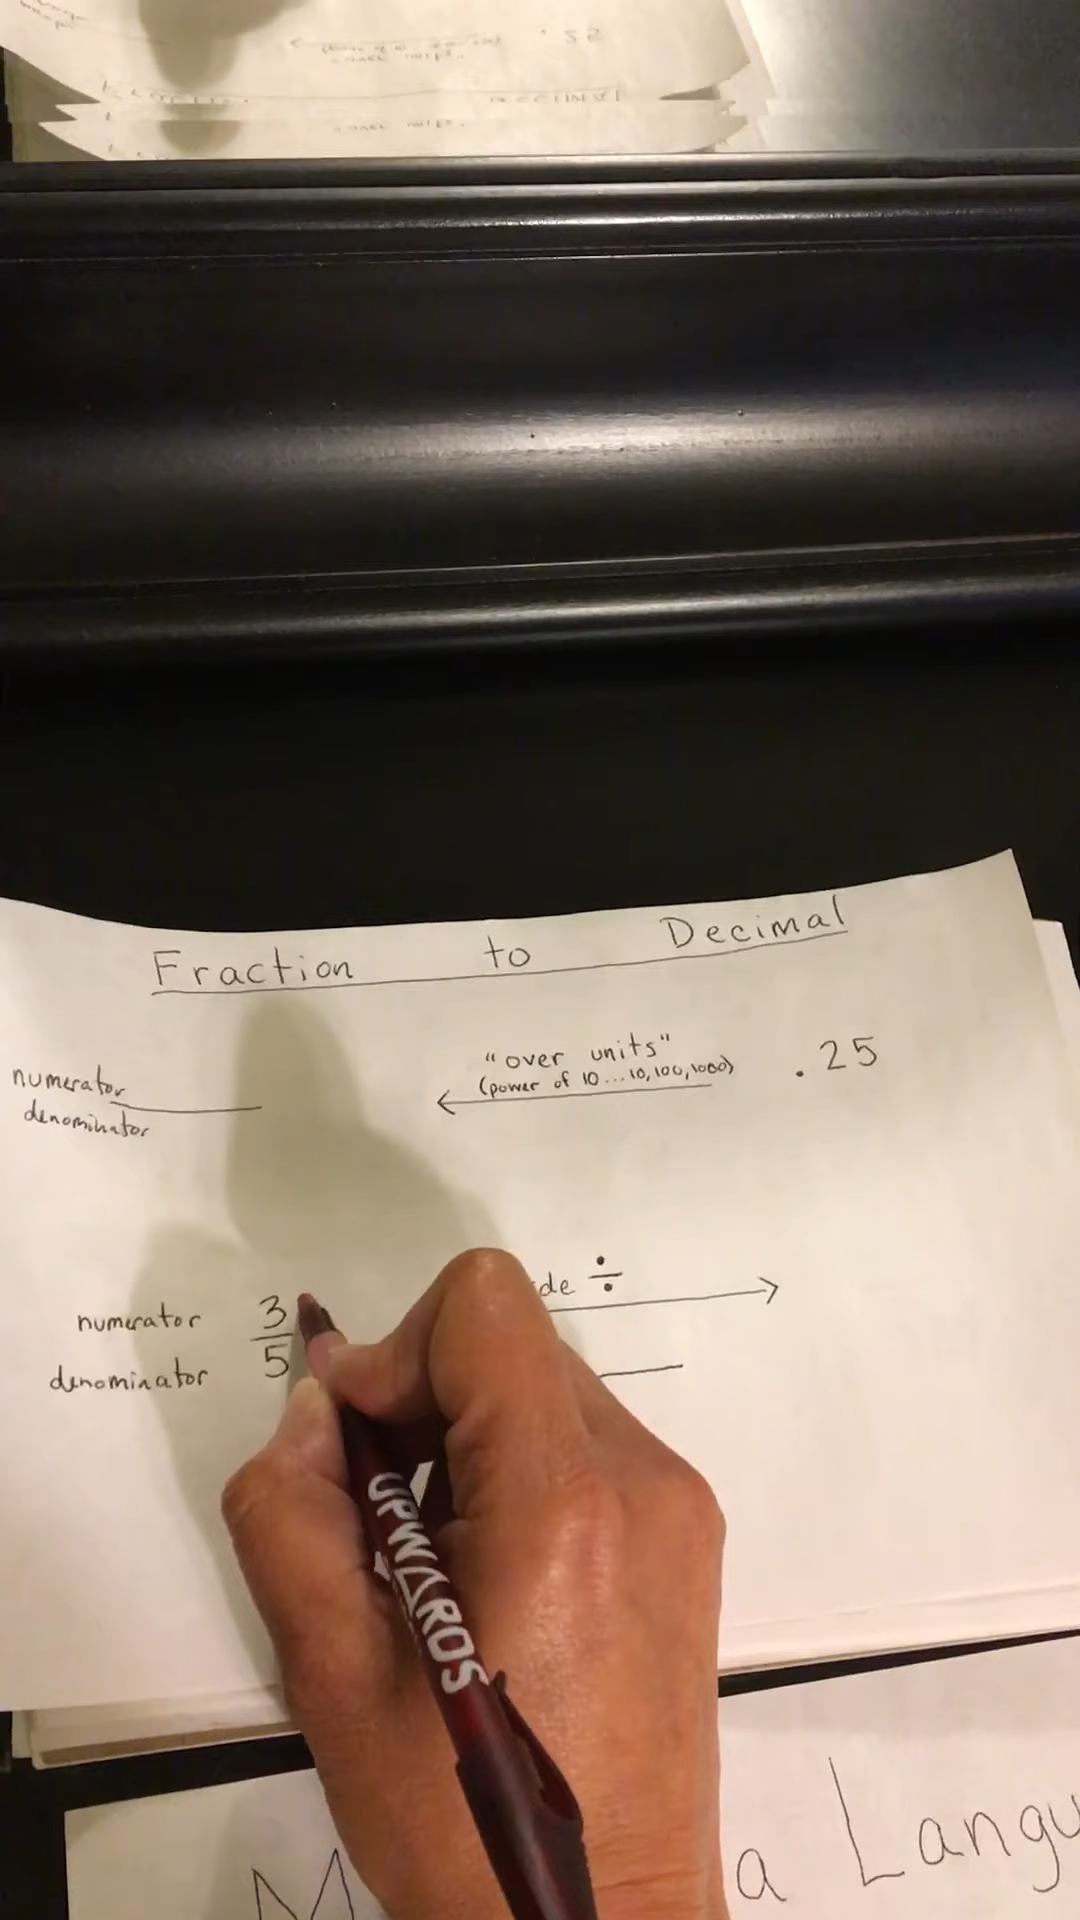 Fraction to Decimal
"over units"
(power of 10...10,100,1000)
.25
numerator
denominator
de ÷
numerator 3
denominator 5
UPWARDS
a Langu